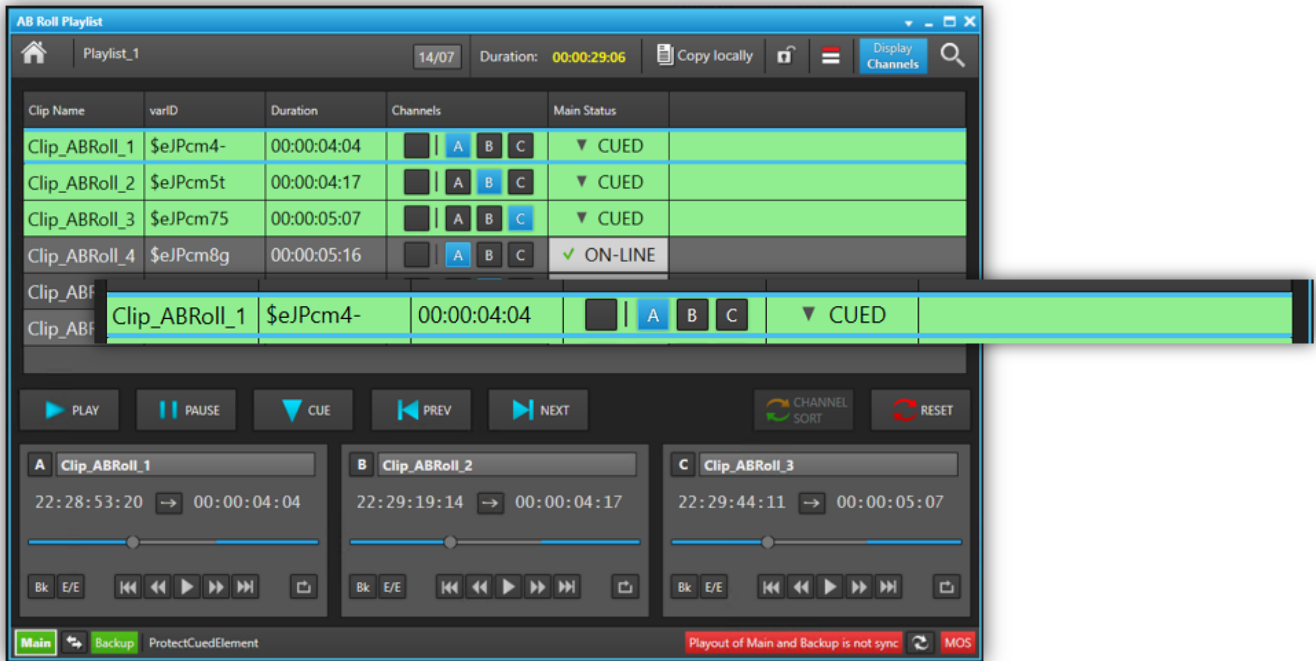 AB Roll Playlist
Playlist_1 14/07 Duration: 00:00:29:06 Copy locally Display Channels
Clip Name varID Duration Channels Main Status
Clip_ABRoll_1 $eJPcm4- 00:00:04:04 A B C CUED
Clip_ABRoll_2 $eJPcm5t 00:00:04:17 A B C CUED
Clip_ABRoll_3 $eJPcm75 00:00:05:07 A B C CUED
Clip_ABRoll_4 $eJPcm8g 00:00:05:16 A B C ON-LINE
Clip_ABRoll_1 $eJPcm4- 00:00:04:04 A B C CUED
PLAY PAUSE CUE PREV NEXT CHANNEL SORT RESET
A Clip_ABRoll_1 B Clip_ABRoll_2 C Clip_ABRoll_3
22:28:53:20 → 00:00:04:04 22:29:19:14 → 00:00:04:17 22:29:44:11 → 00:00:05:07
Bk E/E Bk E/E Bk E/E
Main Backup ProtectCuedElement Playout of Main and Backup is not sync MOS